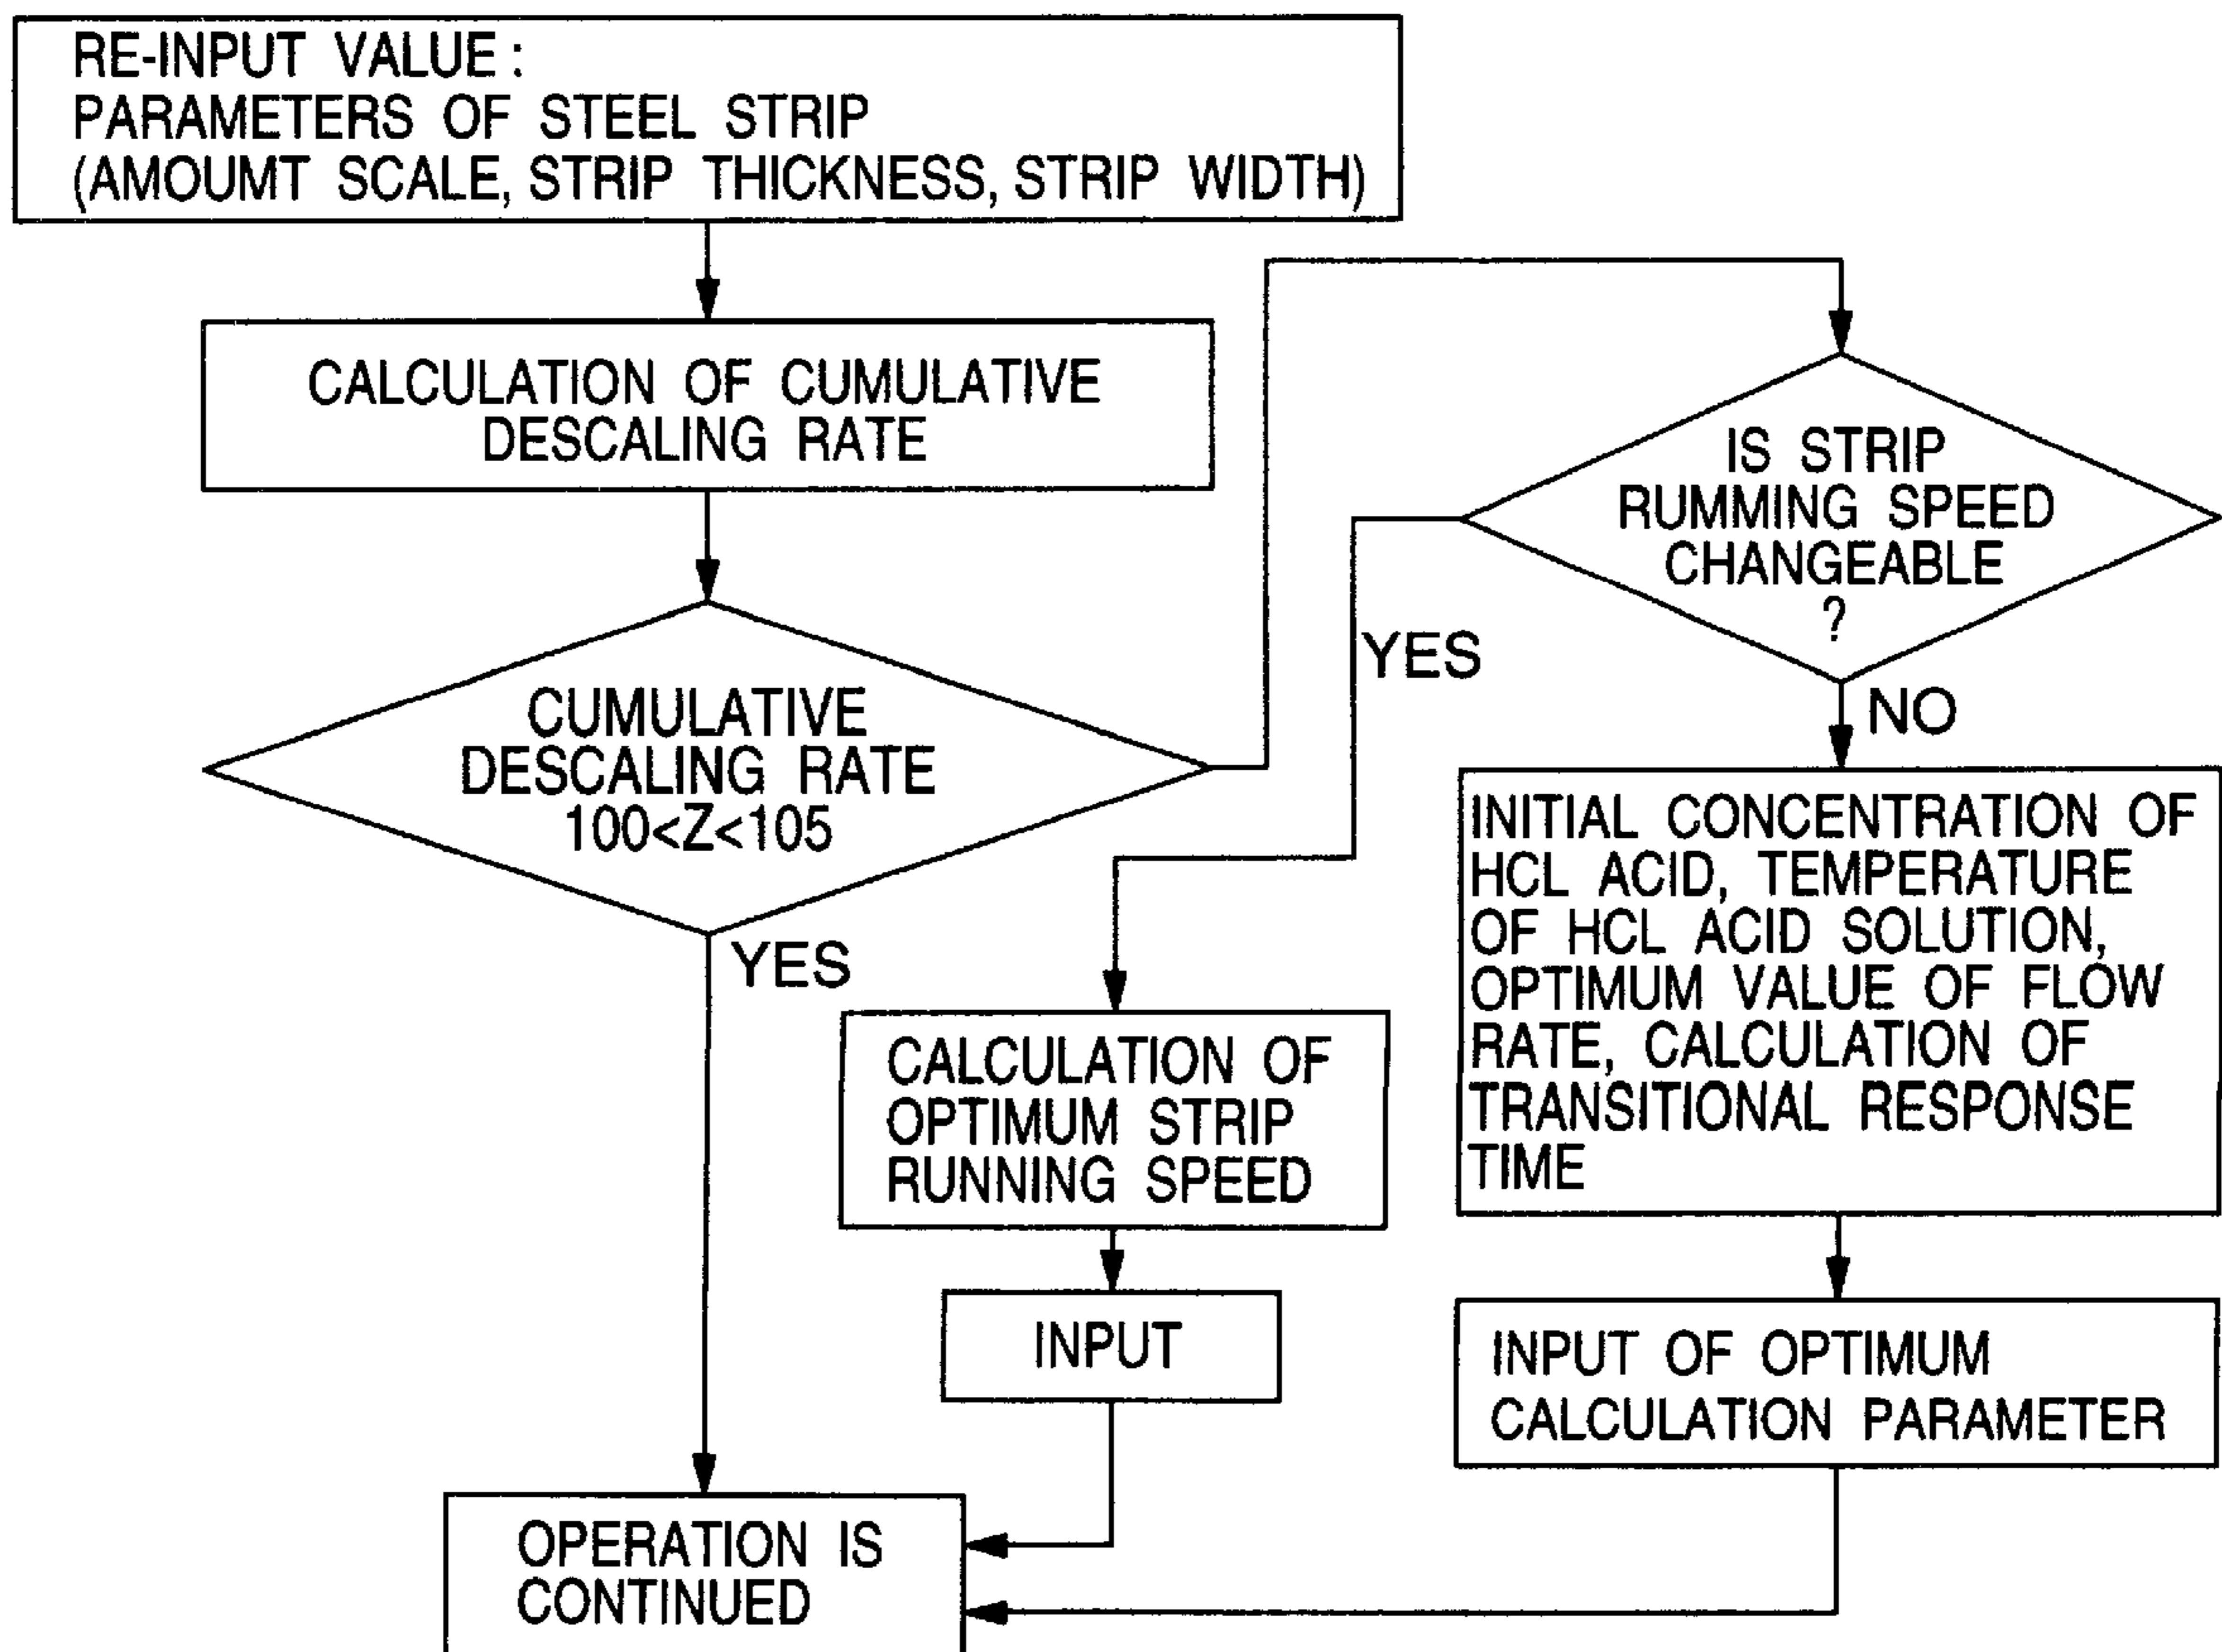 RE-INPUT VALUE :
PARAMETERS OF STEEL STRIP
(AMOUMT SCALE, STRIP THICKNESS, STRIP WIDTH)
CALCULATION OF CUMULATIVE
DESCALING RATE
CUMULATIVE
DESCALING RATE
100<Z<105
YES
IS STRIP
RUMMING SPEED
CHANGEABLE
?
YES
NO
CALCULATION OF
OPTIMUM STRIP
RUNNING SPEED
INPUT
INITIAL CONCENTRATION OF
HCL ACID, TEMPERATURE
OF HCL ACID SOLUTION,
OPTIMUM VALUE OF FLOW
RATE, CALCULATION OF
TRANSITIONAL RESPONSE
TIME
INPUT OF OPTIMUM
CALCULATION PARAMETER
OPERATION IS
CONTINUED